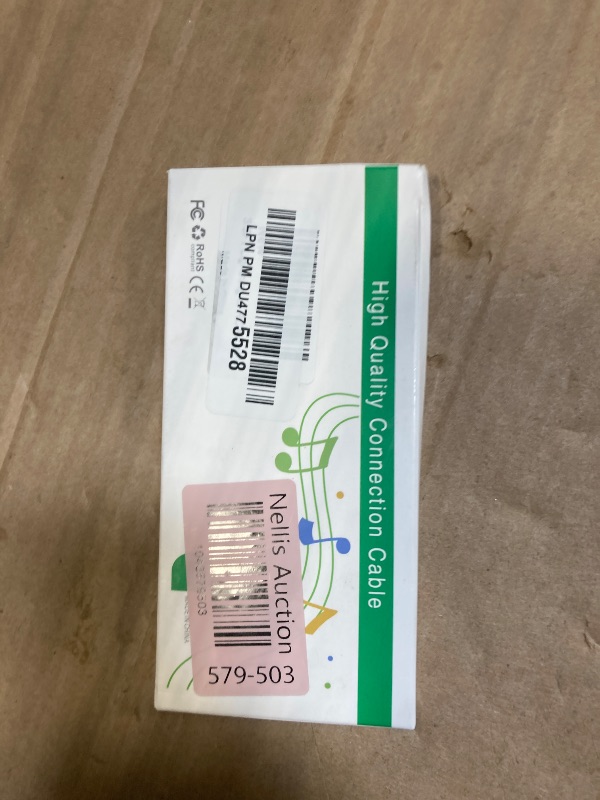 High Quality Connection Cable
LPN PM DU4775528
FC RoHS CE
compliant
Nellis Auction
579-503